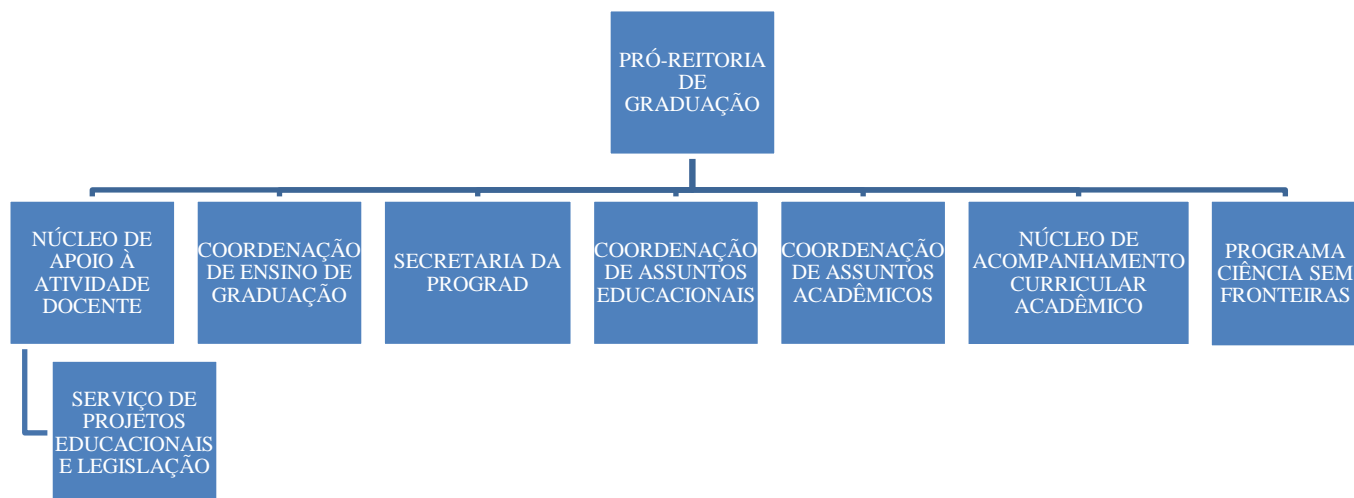 PRÓ-REITORIA
DE
GRADUAÇÃO
NÚCLEO DE
APOIO À
ATIVIDADE
DOCENTE
COORDENAÇÃO
DE ENSINO DE
GRADUAÇÃO
SECRETARIA DA
PROGRAD
COORDENAÇÃO
DE ASSUNTOS
EDUCACIONAIS
COORDENAÇÃO
DE ASSUNTOS
ACADÊMICOS
NÚCLEO DE
ACOMPANHAMENTO
CURRICULAR
ACADÊMICO
PROGRAMA
CIÊNCIA SEM
FRONTEIRAS
SERVIÇO DE
PROJETOS
EDUCACIONAIS
E LEGISLAÇÃO